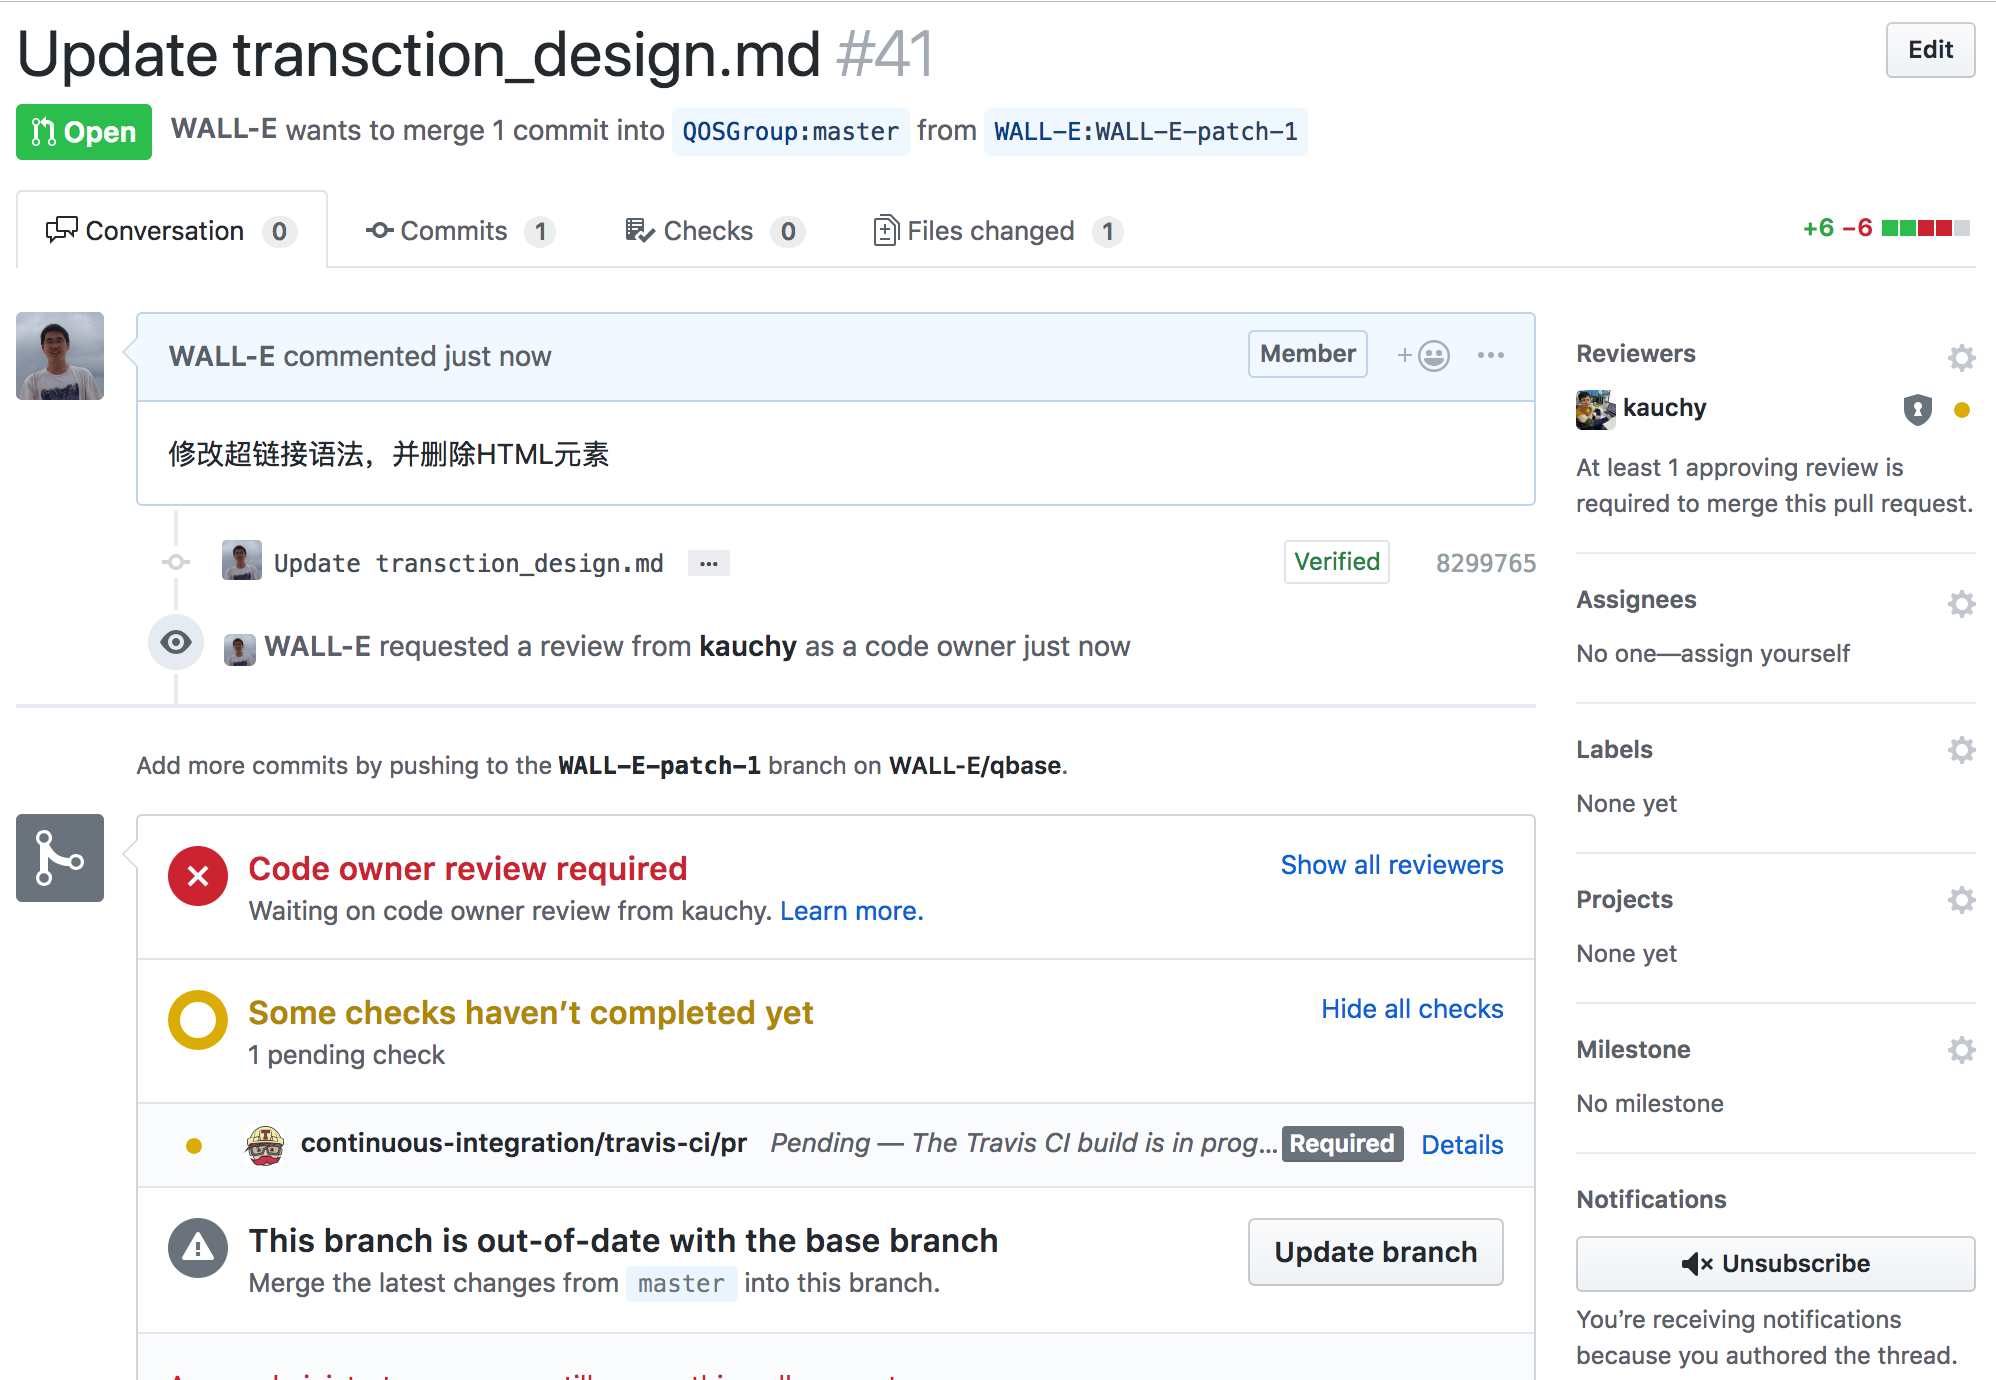 Update transction_design.md #41
Edit
Open
WALL-E wants to merge 1 commit into QOSGroup:master from WALL-E:WALL-E-patch-1
Conversation 0
Commits 1
Checks 0
Files changed 1
+6 −6
WALL-E commented just now
Member
修改超链接语法，并删除HTML元素
Update transction_design.md ...
Verified
8299765
WALL-E requested a review from kauchy as a code owner just now
Add more commits by pushing to the WALL-E-patch-1 branch on WALL-E/qbase.
Code owner review required
Show all reviewers
Waiting on code owner review from kauchy. Learn more.
Some checks haven’t completed yet
Hide all checks
1 pending check
continuous-integration/travis-ci/pr Pending — The Travis CI build is in prog... Required Details
This branch is out-of-date with the base branch
Merge the latest changes from master into this branch.
Update branch
Reviewers
kauchy
At least 1 approving review is
required to merge this pull request.
Assignees
No one—assign yourself
Labels
None yet
Projects
None yet
Milestone
No milestone
Notifications
Unsubscribe
You’re receiving notifications
because you authored the thread.